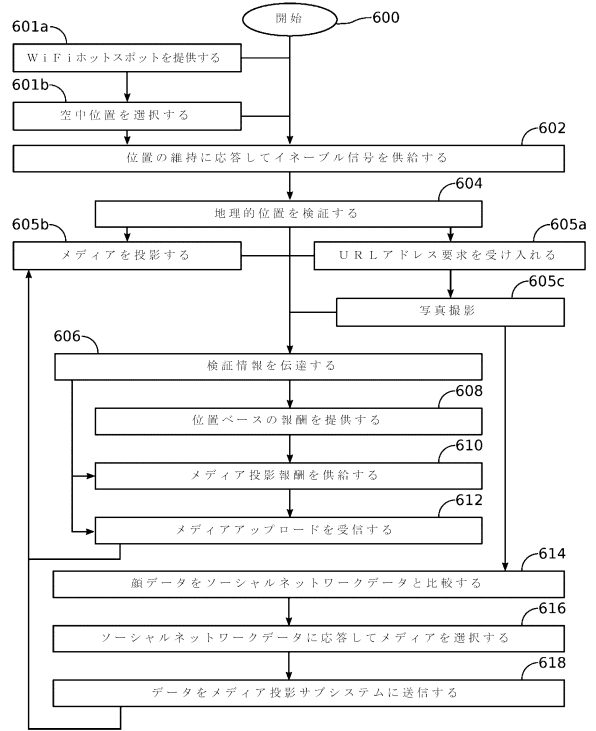 開始
600
601a
WiFiホットスポットを提供する
601b
空中位置を選択する
602
位置の維持に応答してイネーブル信号を供給する
604
地理的位置を検証する
605b
メディアを投影する
605a
URLアドレス要求を受け入れる
605c
写真撮影
606
検証情報を伝達する
608
位置ベースの報酬を提供する
610
メディア投影報酬を供給する
612
メディアアップロードを受信する
614
顔データをソーシャルネットワークデータと比較する
616
ソーシャルネットワークデータに応答してメディアを選択する
618
データをメディア投影サブシステムに送信する